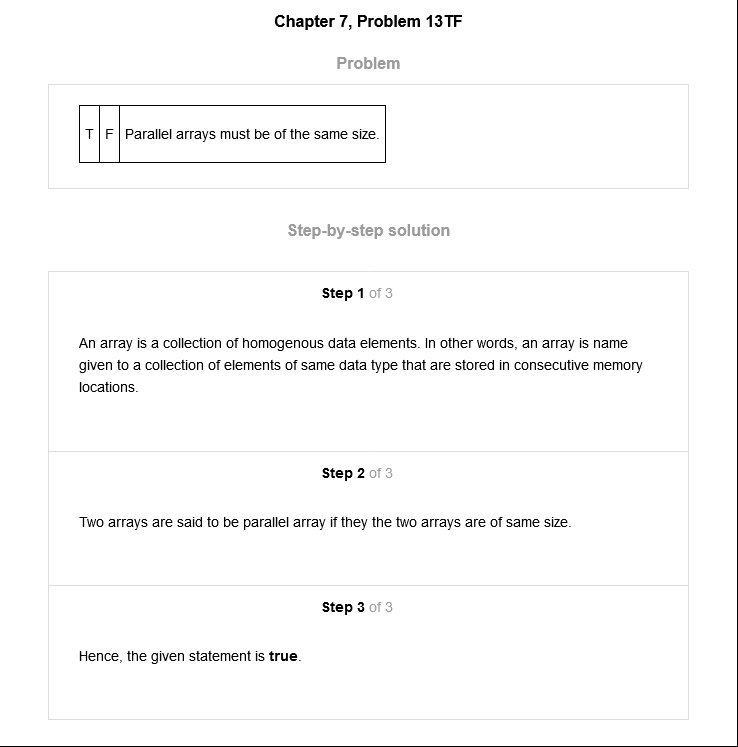 Chapter 7, Problem 13TF
Problem
T F Parallel arrays must be of the same size.
Step-by-step solution
Step 1 of 3
An array is a collection of homogenous data elements. In other words, an array is name
given to a collection of elements of same data type that are stored in consecutive memory
locations.
Step 2 of 3
Two arrays are said to be parallel array if they the two arrays are of same size.
Step 3 of 3
Hence, the given statement is true.